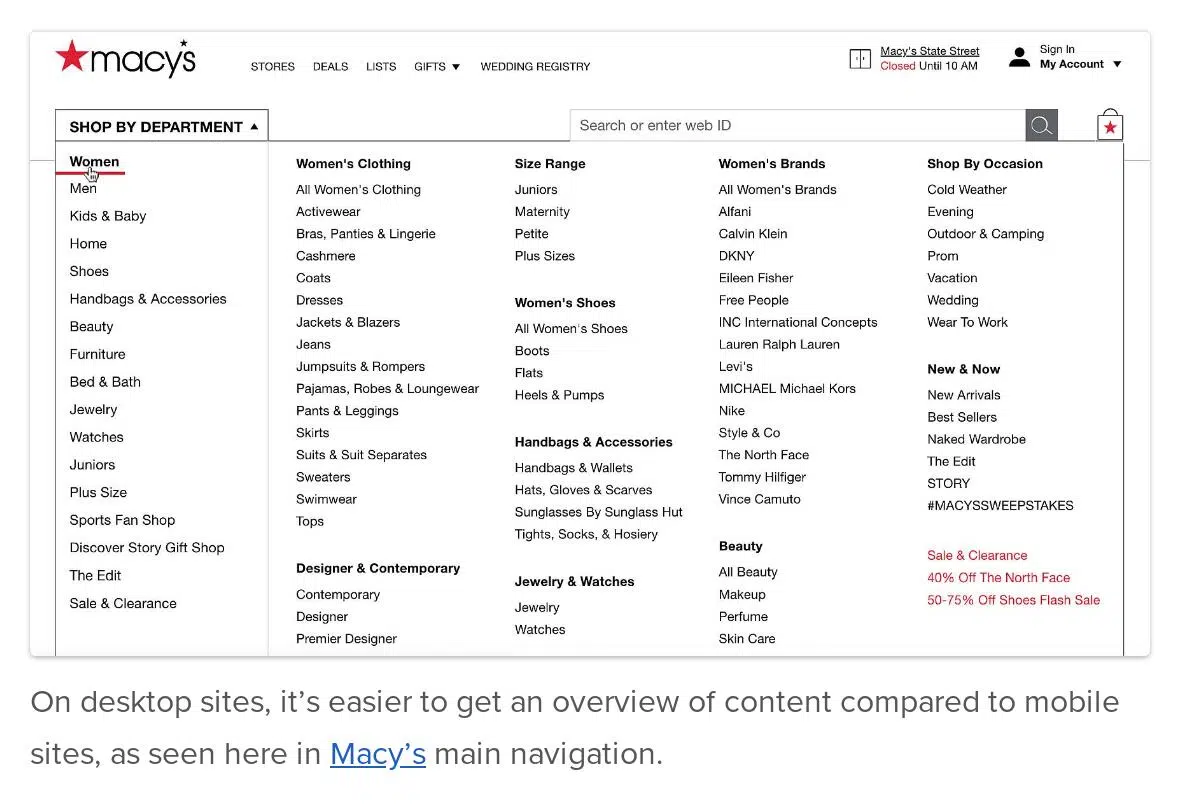 macy's
STORES
DEALS
LISTS
GIFTS
WEDDING REGISTRY
Macy's State Street
Closed Until 10 AM
Sign In
My Account
SHOP BY DEPARTMENT
Search or enter web ID
Women
Men
Kids & Baby
Home
Shoes
Handbags & Accessories
Beauty
Furniture
Bed & Bath
Jewelry
Watches
Juniors
Plus Size
Sports Fan Shop
Discover Story Gift Shop
The Edit
Sale & Clearance
Women's Clothing
All Women's Clothing
Activewear
Bras, Panties & Lingerie
Cashmere
Coats
Dresses
Jackets & Blazers
Jeans
Jumpsuits & Rompers
Pajamas, Robes & Loungewear
Pants & Leggings
Skirts
Suits & Suit Separates
Sweaters
Swimwear
Tops
Designer & Contemporary
Contemporary
Designer
Premier Designer
Size Range
Juniors
Maternity
Petite
Plus Sizes
Women's Shoes
All Women's Shoes
Boots
Flats
Heels & Pumps
Handbags & Accessories
Handbags & Wallets
Hats, Gloves & Scarves
Sunglasses By Sunglass Hut
Tights, Socks, & Hosiery
Jewelry & Watches
Jewelry
Watches
Women's Brands
All Women's Brands
Alfani
Calvin Klein
DKNY
Eileen Fisher
Free People
INC International Concepts
Lauren Ralph Lauren
Levi's
MICHAEL Michael Kors
Nike
Style & Co
The North Face
Tommy Hilfiger
Vince Camuto
Beauty
All Beauty
Makeup
Perfume
Skin Care
Shop By Occasion
Cold Weather
Evening
Outdoor & Camping
Prom
Vacation
Wedding
Wear To Work
New & Now
New Arrivals
Best Sellers
Naked Wardrobe
The Edit
STORY
#MACYSSWEEPSTAKES
Sale & Clearance
40% Off The North Face
50-75% Off Shoes Flash Sale
On desktop sites, it’s easier to get an overview of content compared to mobile
sites, as seen here in Macy’s main navigation.